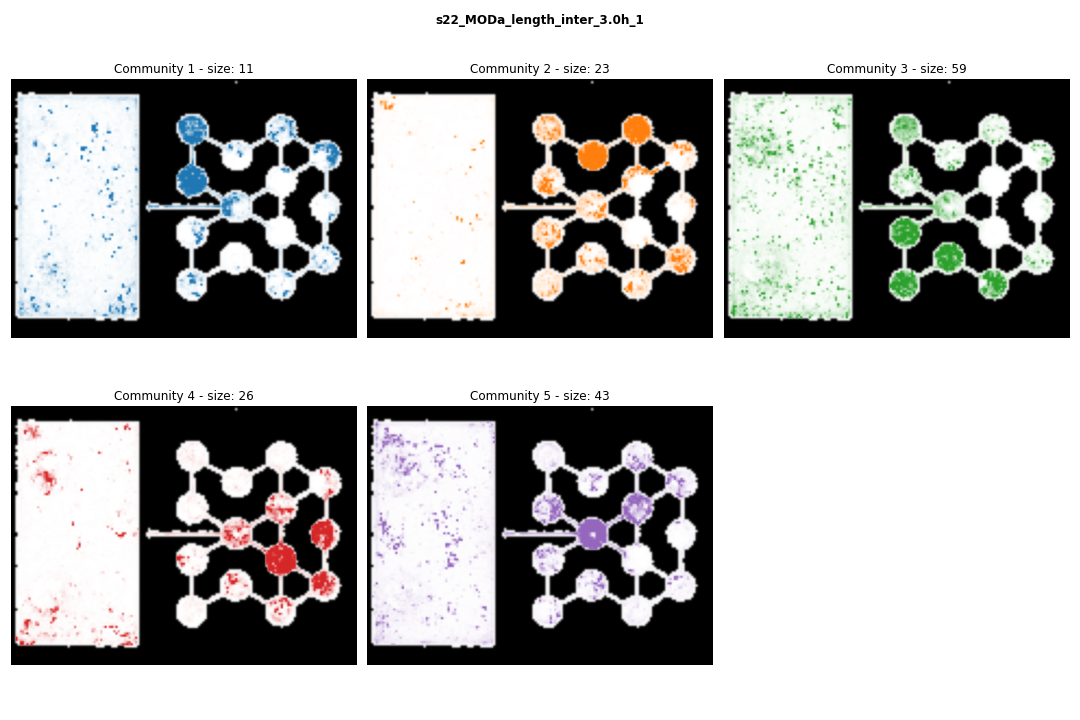 s22_MODa_length_inter_3.0h_1
Community 1 - size: 11
Community 2 - size: 23
Community 3 - size: 59
Community 4 - size: 26
Community 5 - size: 43